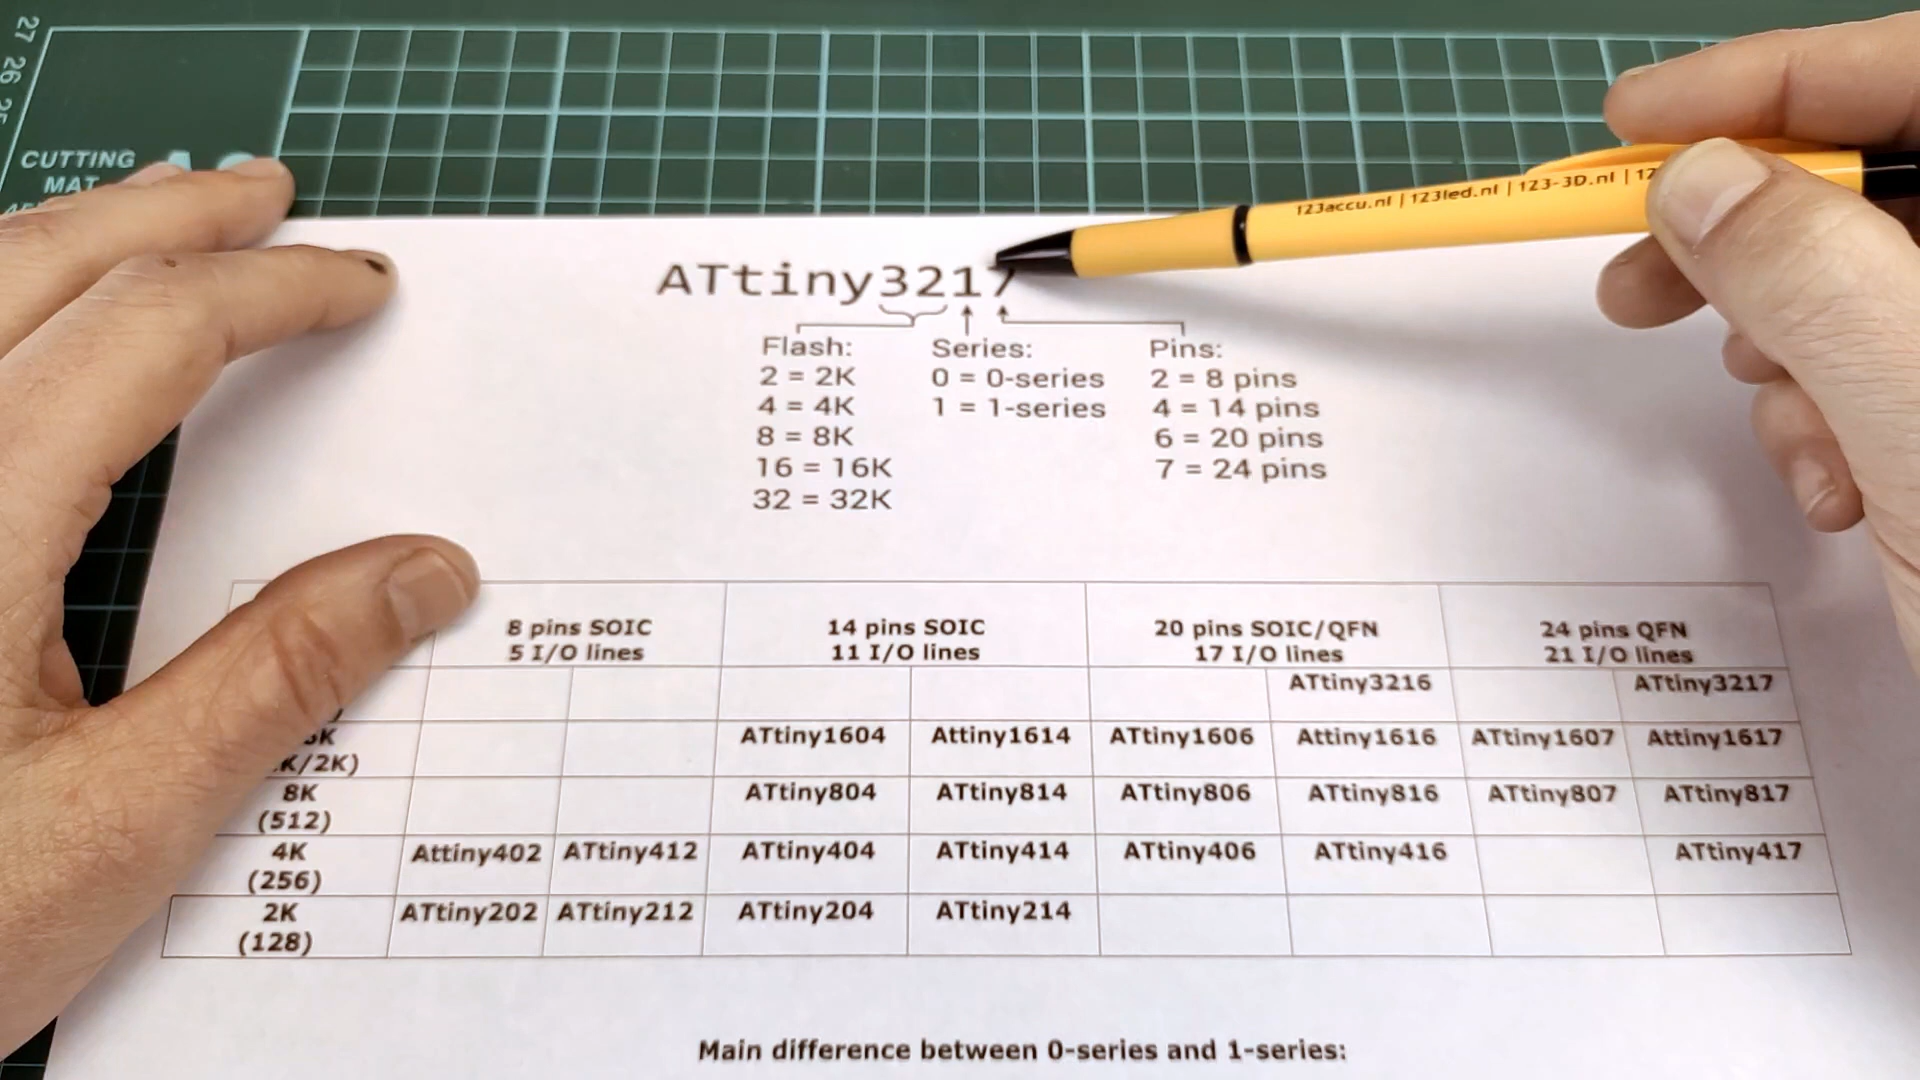 27
26
25
CUTTING
MAT
123accu.nl | 123led.nl | 123-3D.nl |
ATtiny3217
Flash: Series: Pins:
2 = 2K 0 = 0-series 2 = 8 pins
4 = 4K 1 = 1-series 4 = 14 pins
8 = 8K 6 = 20 pins
16 = 16K 7 = 24 pins
32 = 32K
8 pins SOIC 14 pins SOIC 20 pins SOIC/QFN 24 pins QFN
5 I/O lines 11 I/O lines 17 I/O lines 21 I/O lines
ATtiny3216 ATtiny3217
ATtiny1604 Attiny1614 ATtiny1606 Attiny1616 ATtiny1607 Attiny1617
K/2K)
8K ATtiny804 ATtiny814 ATtiny806 ATtiny816 ATtiny807 ATtiny817
(512)
4K Attiny402 ATtiny412 ATtiny404 ATtiny414 ATtiny406 ATtiny416 ATtiny417
(256)
2K ATtiny202 ATtiny212 ATtiny204 ATtiny214
(128)
Main difference between 0-series and 1-series: